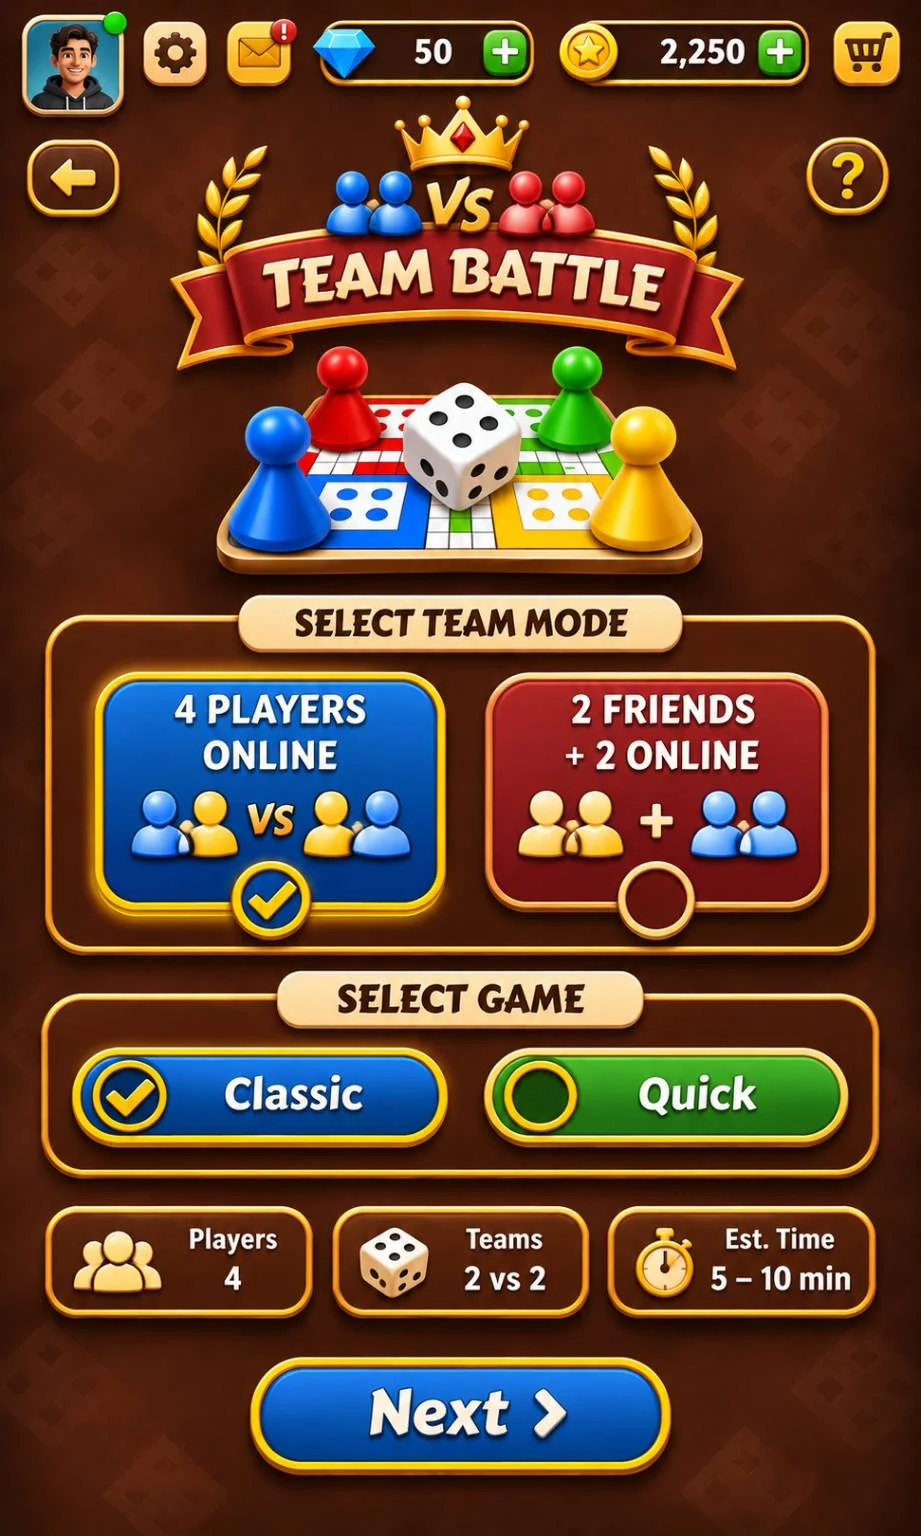 50
2,250
VS
TEAM BATTLE
SELECT TEAM MODE
4 PLAYERS
ONLINE
VS
2 FRIENDS
+ 2 ONLINE
+
SELECT GAME
Classic
Quick
Players
4
Teams
2 vs 2
Est. Time
5 – 10 min
Next